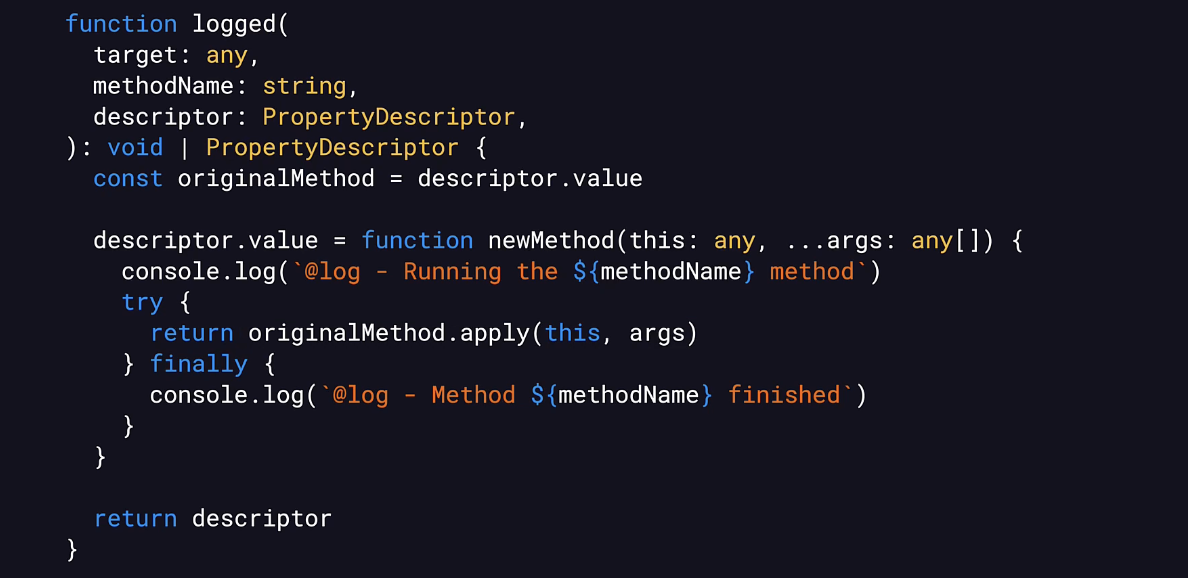 function logged(
  target: any,
  methodName: string,
  descriptor: PropertyDescriptor,
): void | PropertyDescriptor {
  const originalMethod = descriptor.value

  descriptor.value = function newMethod(this: any, ...args: any[]) {
    console.log(`@log - Running the ${methodName} method`)
    try {
      return originalMethod.apply(this, args)
    } finally {
      console.log(`@log - Method ${methodName} finished`)
    }
  }

  return descriptor
}